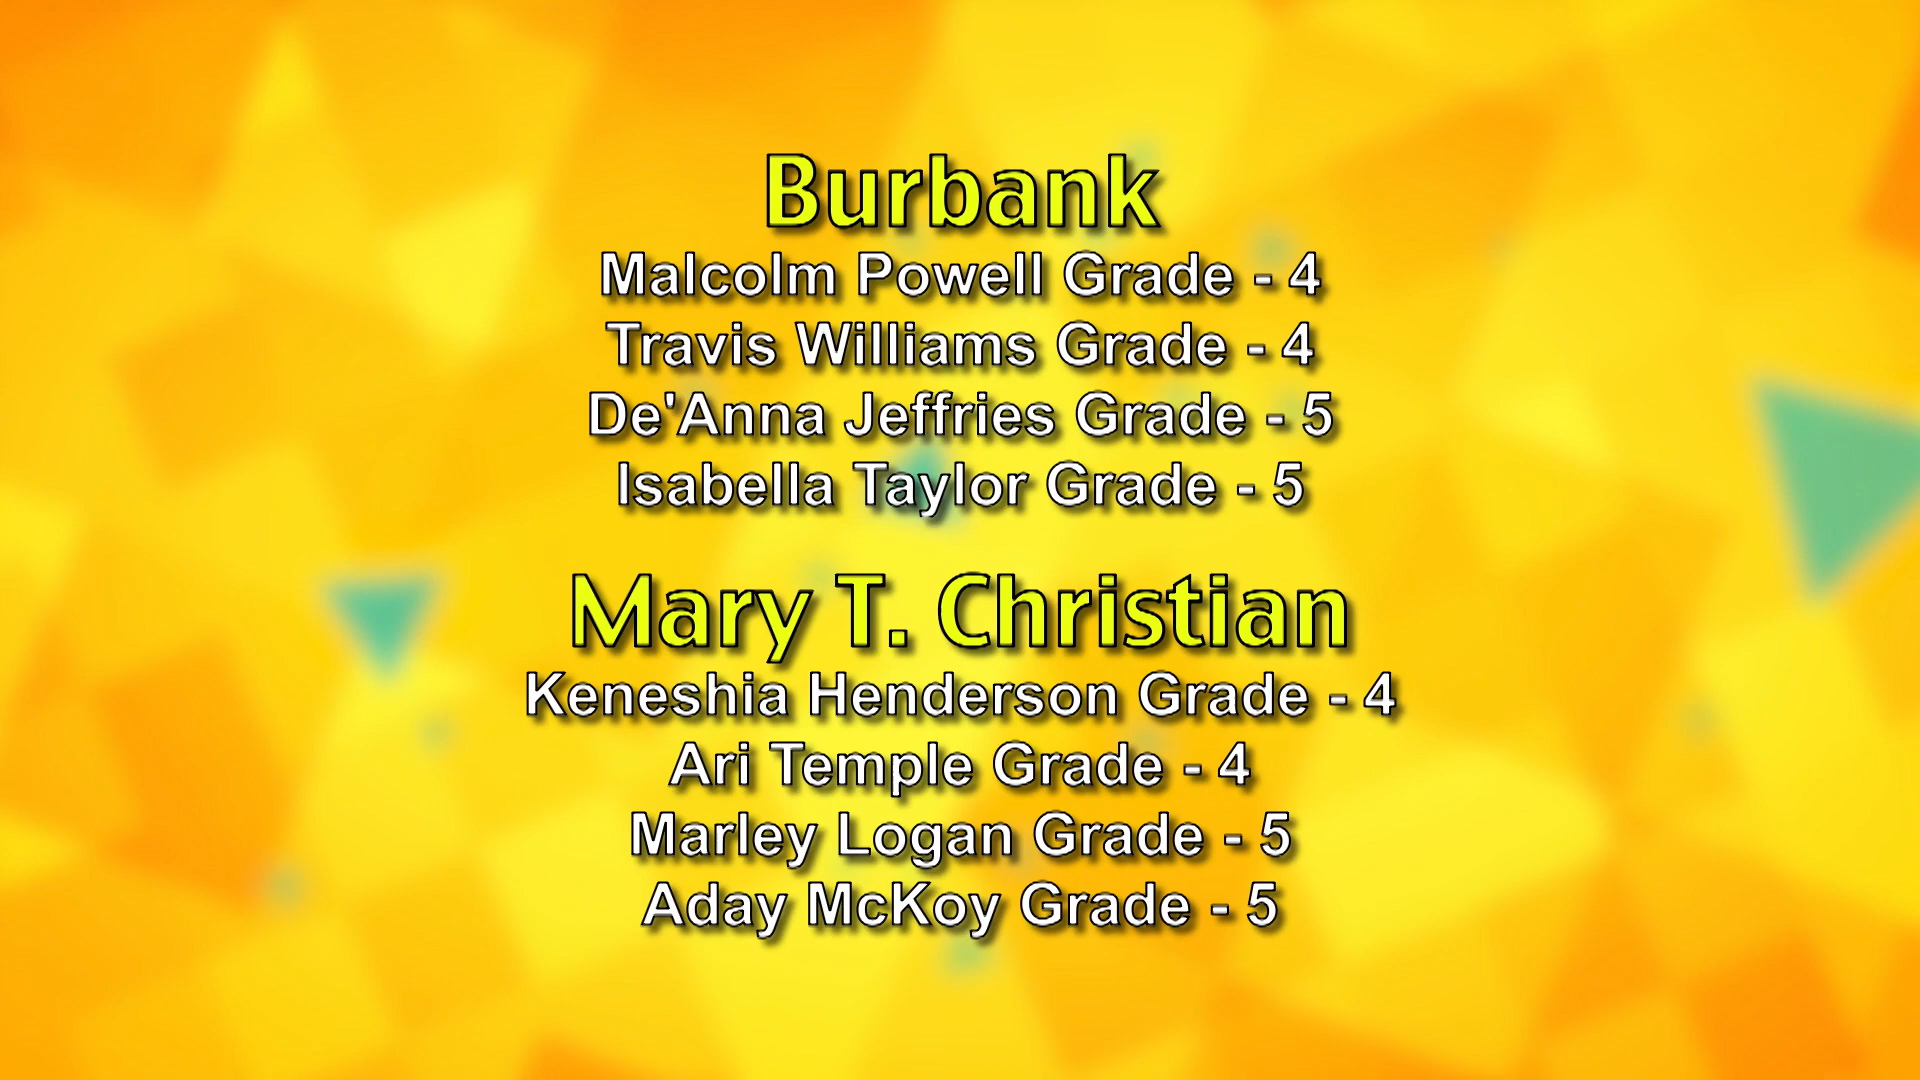 Burbank
Malcolm Powell Grade - 4
Travis Williams Grade - 4
De'Anna Jeffries Grade - 5
Isabella Taylor Grade - 5
Mary T. Christian
Keneshia Henderson Grade - 4
Ari Temple Grade - 4
Marley Logan Grade - 5
Aday McKoy Grade - 5